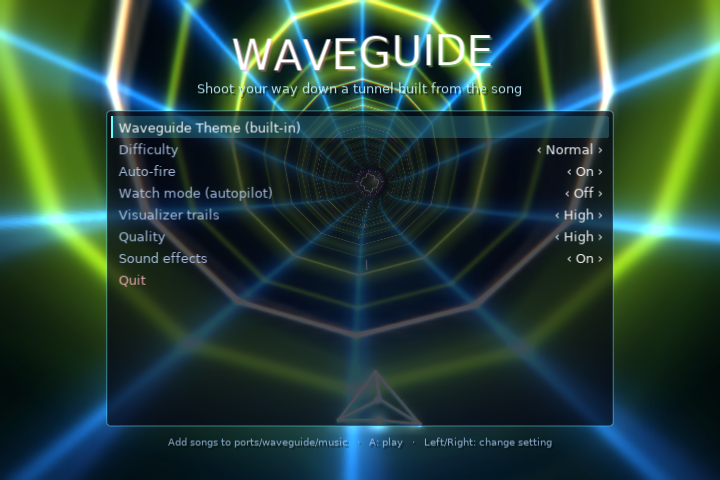 WAVEGUIDE
Shoot your way down a tunnel built from the song
Waveguide Theme (built-in)
Difficulty ‹ Normal ›
Auto-fire ‹ On ›
Watch mode (autopilot) ‹ Off ›
Visualizer trails ‹ High ›
Quality ‹ High ›
Sound effects ‹ On ›
Quit
Add songs to ports/waveguide/music · A: play · Left/Right: change setting